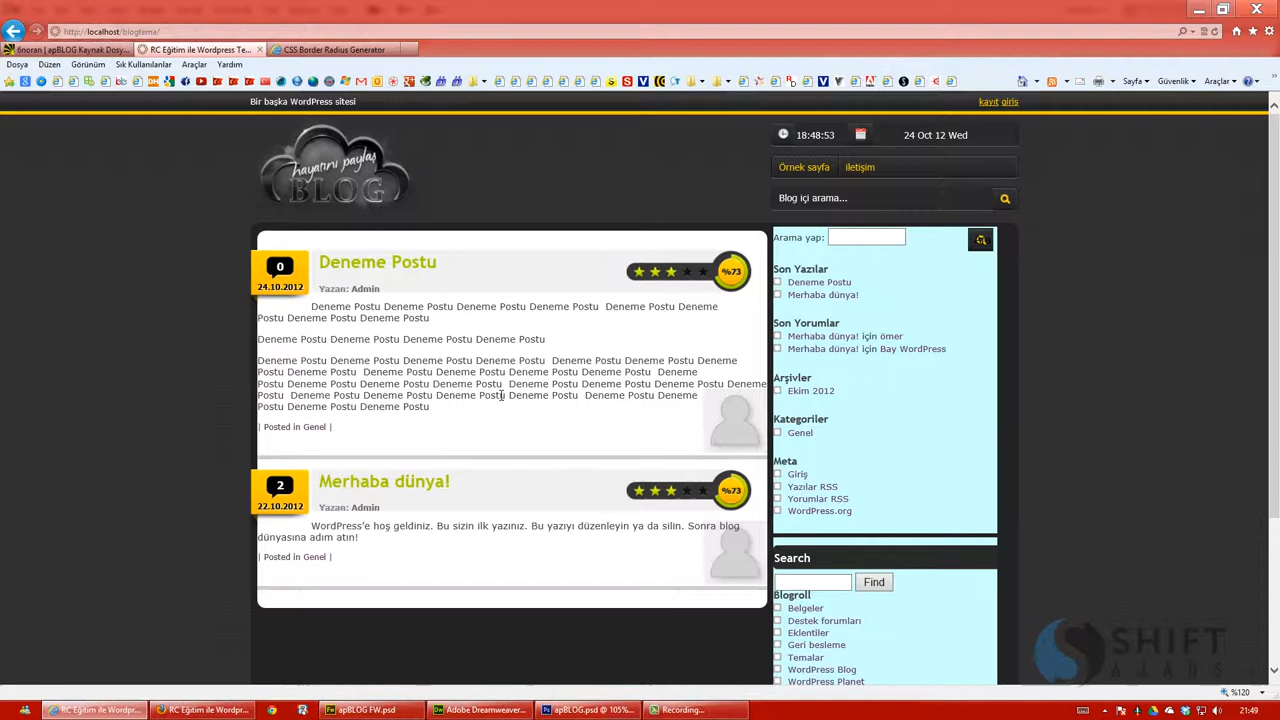 http://localhost/blogtema/
6noran | apBLOG Kaynak Dosy...
RC Eğitim ile Wordpress Te...
CSS Border Radius Generator
Dosya Düzen Görünüm Sık Kullanılanlar Araçlar Yardım
Sayfa Güvenlik Araçlar
Bir başka WordPress sitesi
kayıt giris
hayatını paylaş
BLOG
18:48:53
24 Oct 12 Wed
Örnek sayfa
iletişim
Blog içi arama...
0
24.10.2012
Deneme Postu
%73
Yazan: Admin
Deneme Postu Deneme Postu Deneme Postu Deneme Postu Deneme Postu Deneme
Postu Deneme Postu Deneme Postu
Deneme Postu Deneme Postu Deneme Postu Deneme Postu
Deneme Postu Deneme Postu Deneme Postu Deneme Postu Deneme Postu Deneme Postu Deneme
Postu Deneme Postu Deneme Postu Deneme Postu Deneme Postu Deneme Postu Deneme
Postu Deneme Postu Deneme Postu Deneme Postu Deneme Postu Deneme Postu Deneme Postu Deneme
Postu Deneme Postu Deneme Postu Deneme Postu Deneme Postu Deneme Postu Deneme
Postu Deneme Postu Deneme Postu
| Posted in Genel |
2
22.10.2012
Merhaba dünya!
%73
Yazan: Admin
WordPress’e hoş geldiniz. Bu sizin ilk yazınız. Bu yazıyı düzenleyin ya da silin. Sonra blog
dünyasına adım atın!
| Posted in Genel |
Arama yap:
Son Yazılar
Deneme Postu
Merhaba dünya!
Son Yorumlar
Merhaba dünya! için ömer
Merhaba dünya! için Bay WordPress
Arşivler
Ekim 2012
Kategoriler
Genel
Meta
Giriş
Yazılar RSS
Yorumlar RSS
WordPress.org
Search
Find
Blogroll
Belgeler
Destek forumları
Eklentiler
Geri besleme
Temalar
WordPress Blog
WordPress Planet
SHIFT
%120
RC Eğitim ile Wordpr...
RC Eğitim ile Wordpr...
apBLOG FW.psd
Adobe Dreamweaver...
apBLOG.psd @ 105%...
Recording...
21:49